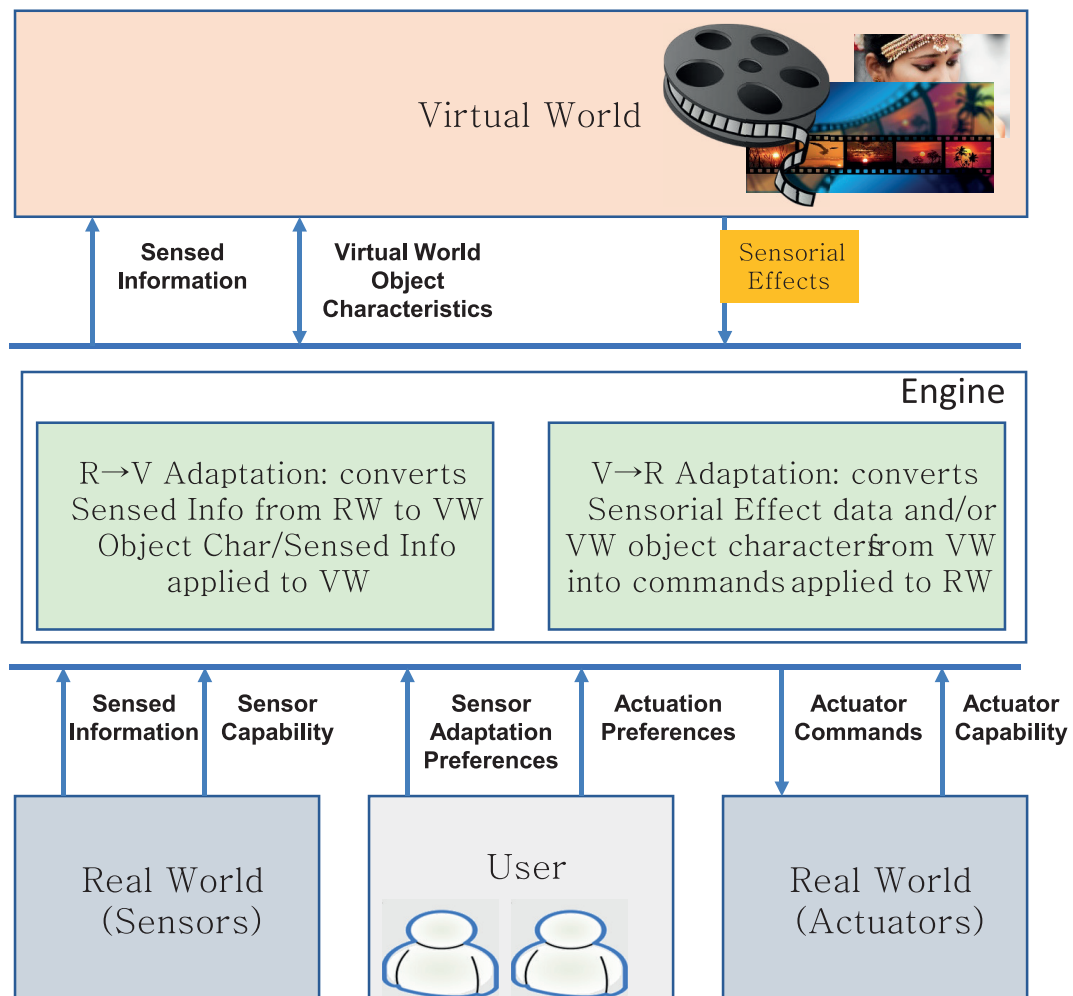 Virtual World
Sensed
Information
Virtual World
Object
Characteristics
Sensorial
Effects
Engine
R→V Adaptation: converts
Sensed Info from RW to VW
Object Char/Sensed Info
applied to VW
V→R Adaptation: converts
Sensorial Effect data and/or
VW object characters from VW
into commands applied to RW
Sensed
Information
Sensor
Capability
Sensor
Adaptation
Preferences
Actuation
Preferences
Actuator
Commands
Actuator
Capability
Real World
(Sensors)
User
Real World
(Actuators)